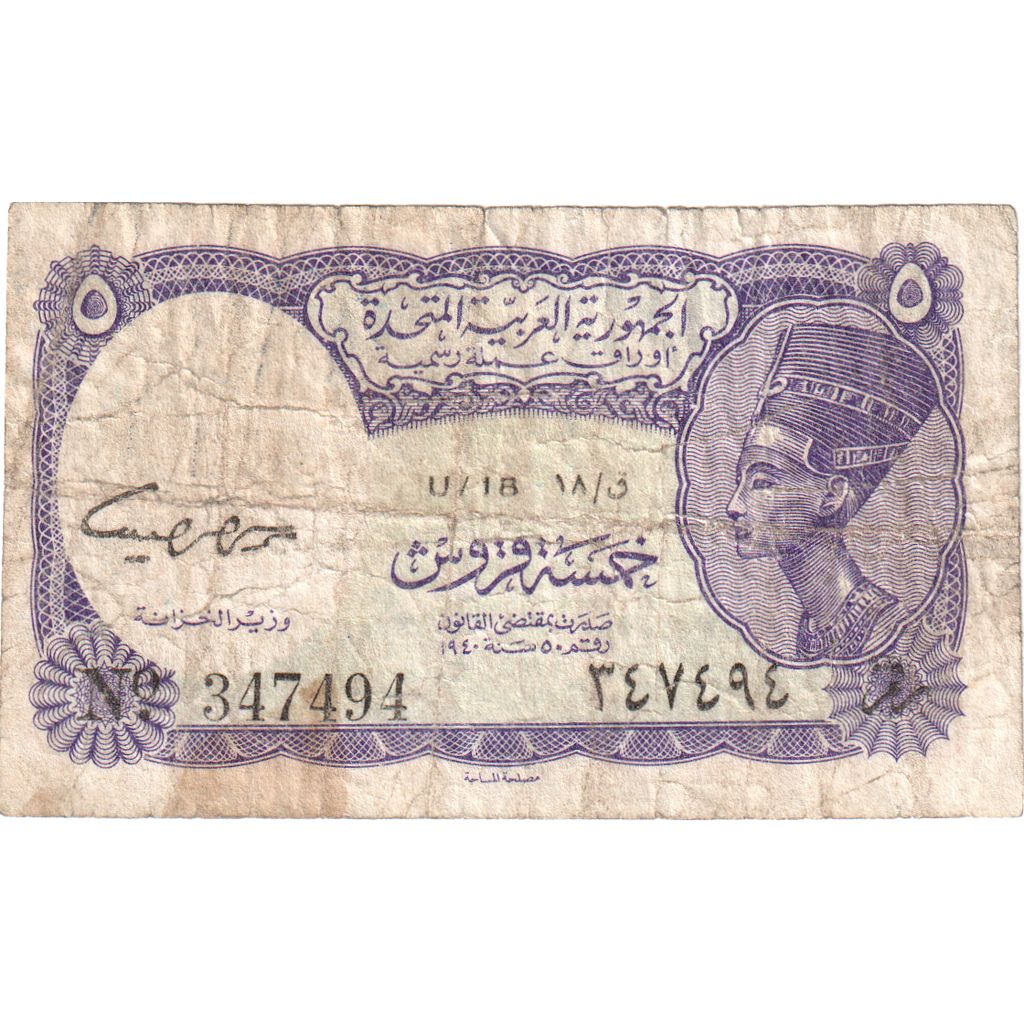 ٥ ٥
الجمهورية العربية المتحدة
أوراق عملة رسمية
U/18 ق/١٨
خمسة قروش
وزير الخزانة
صدرت بمقتضى القانون
رقم ٥٠ سنة ١٩٤٠
Nº 347494 ٣٤٧٤٩٤
مصلحة المساحة